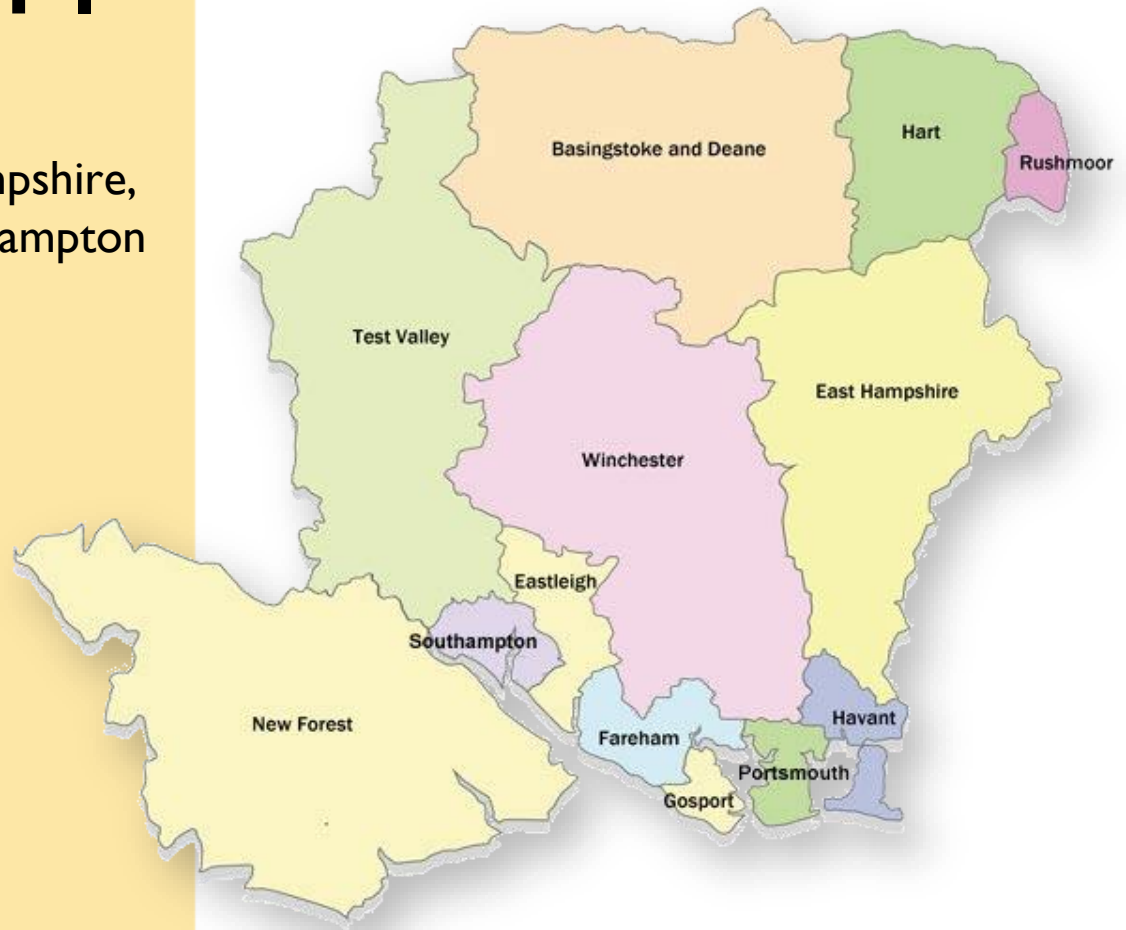 mpshire,
ampton
Basingstoke and Deane
Hart
Rushmoor
Test Valley
East Hampshire
Winchester
Eastleigh
Southampton
New Forest
Havant
Fareham
Portsmouth
Gosport